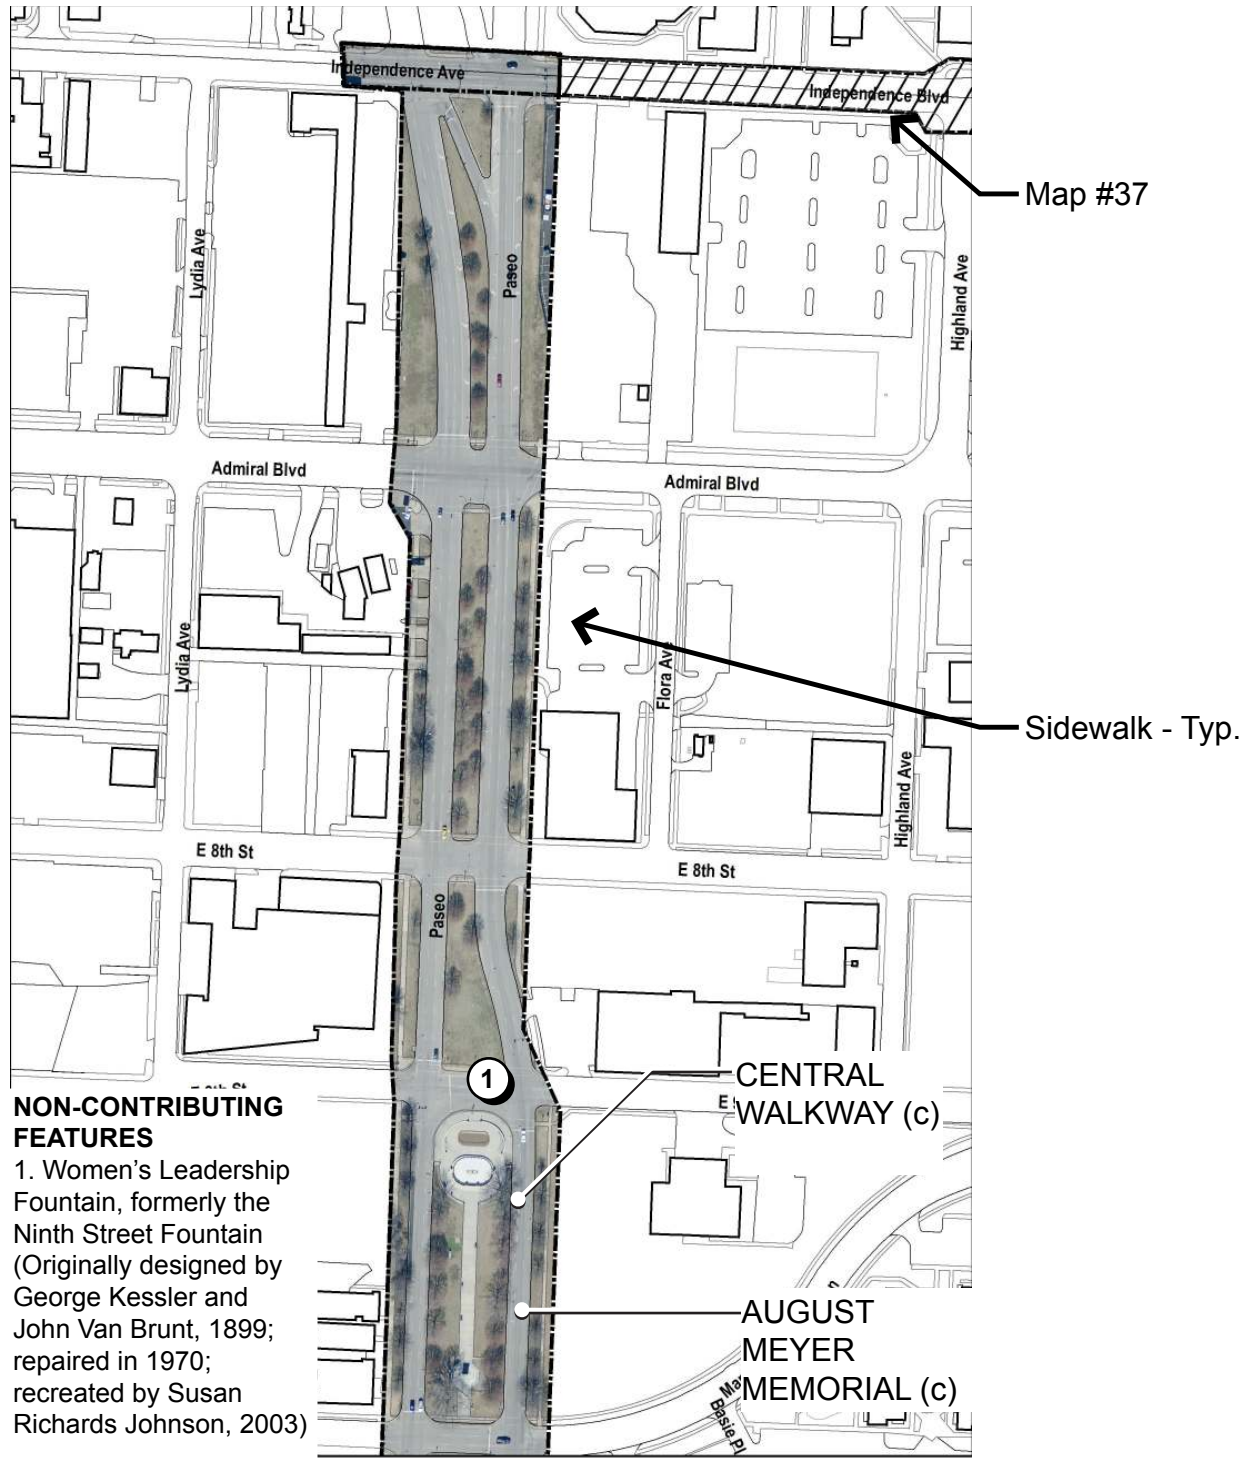 Independence Ave
Independence Blvd
Map #37
Lydia Ave
Paseo
Highland Ave
Admiral Blvd
Admiral Blvd
Sidewalk - Typ.
Lydia Ave
Flora Ave
Highland Ave
E 8th St
E 8th St
Paseo
1
CENTRAL
WALKWAY (c)
NON-CONTRIBUTING
FEATURES
1. Women's Leadership
Fountain, formerly the
Ninth Street Fountain
(Originally designed by
George Kessler and
John Van Brunt, 1899;
repaired in 1970;
recreated by Susan
Richards Johnson, 2003)
AUGUST
MEYER
MEMORIAL (c)
Basie Pl